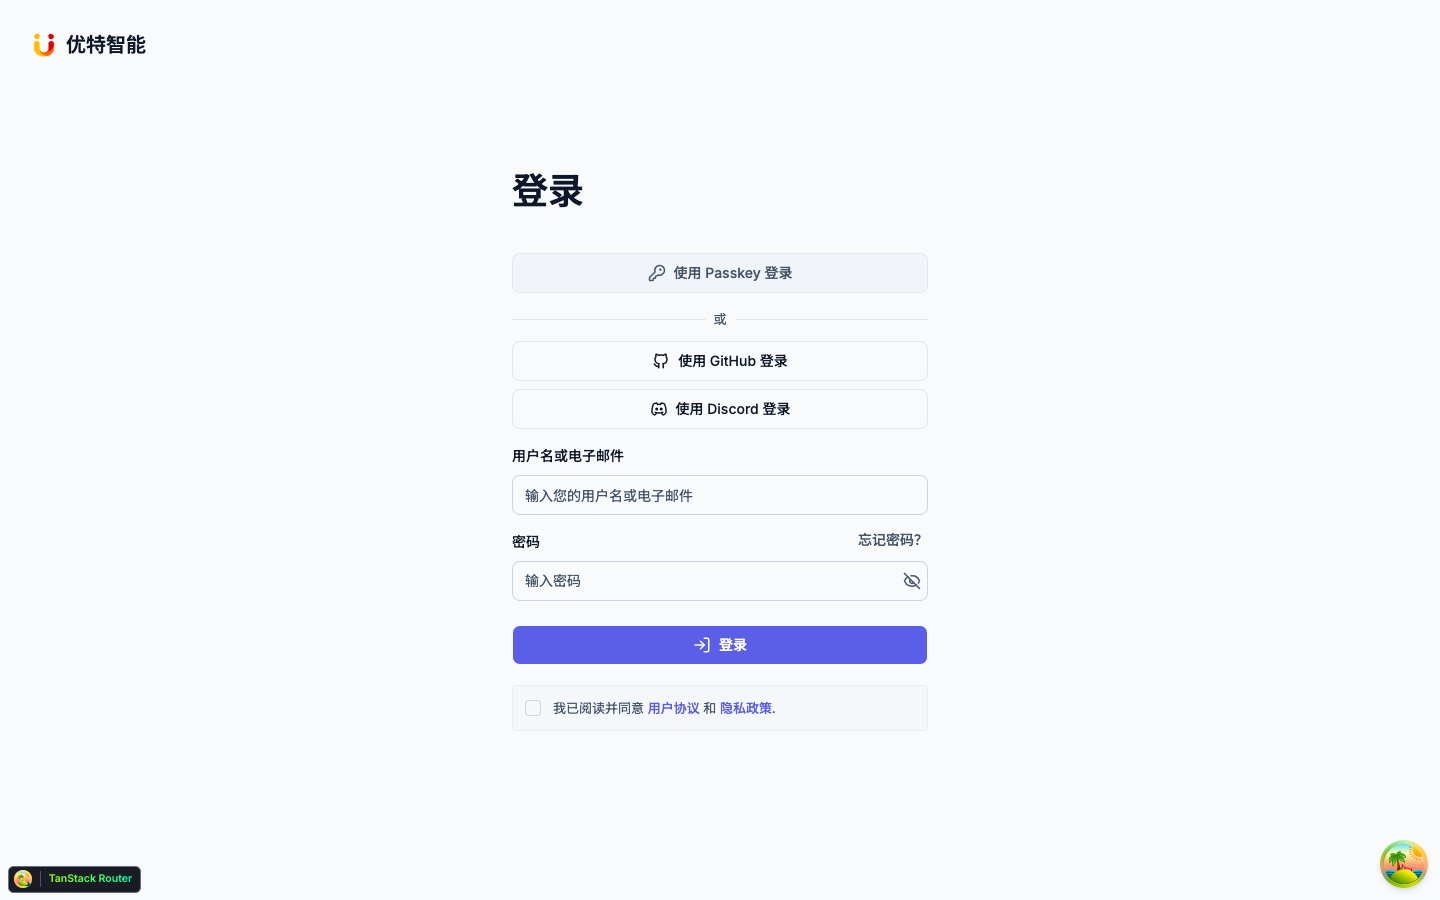 优特智能
登录
使用 Passkey 登录
或
使用 GitHub 登录
使用 Discord 登录
用户名或电子邮件
输入您的用户名或电子邮件
密码
忘记密码?
输入密码
登录
我已阅读并同意 用户协议 和 隐私政策.
TanStack Router